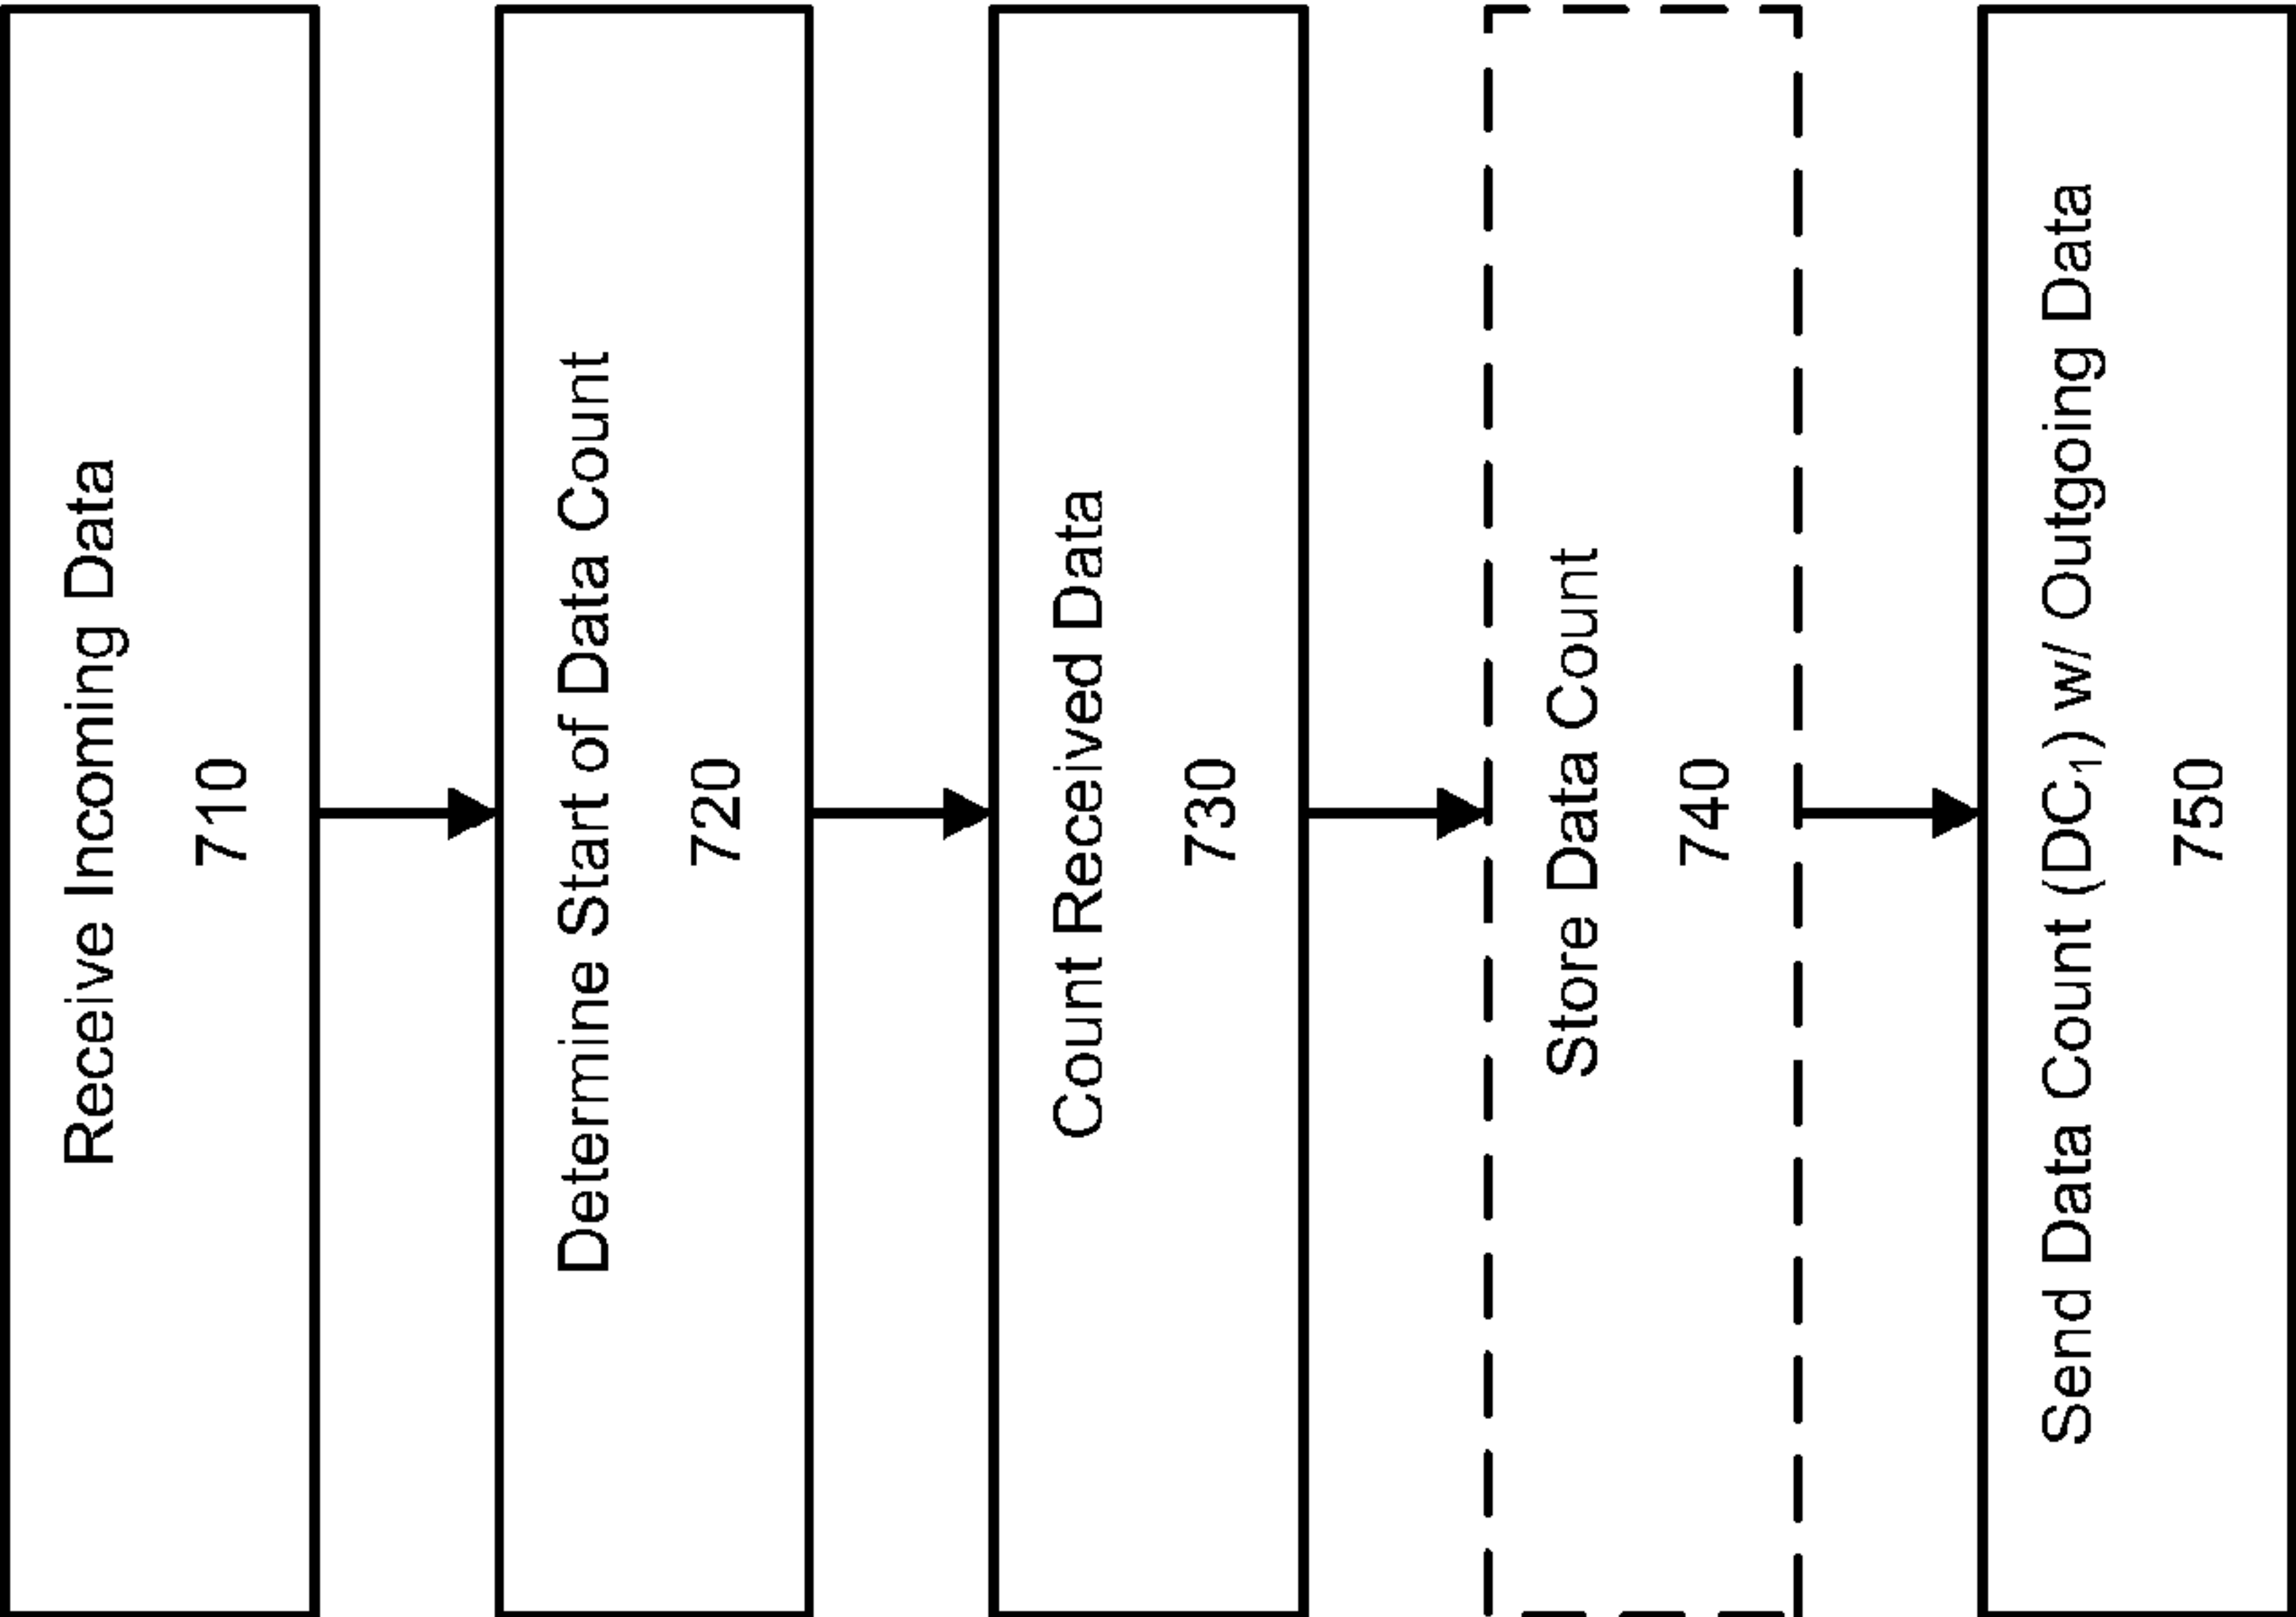 Receive Incoming Data
710
Determine Start of Data Count
720
Count Received Data
730
Store Data Count
740
Send Data Count (DC₁) w/ Outgoing Data
750